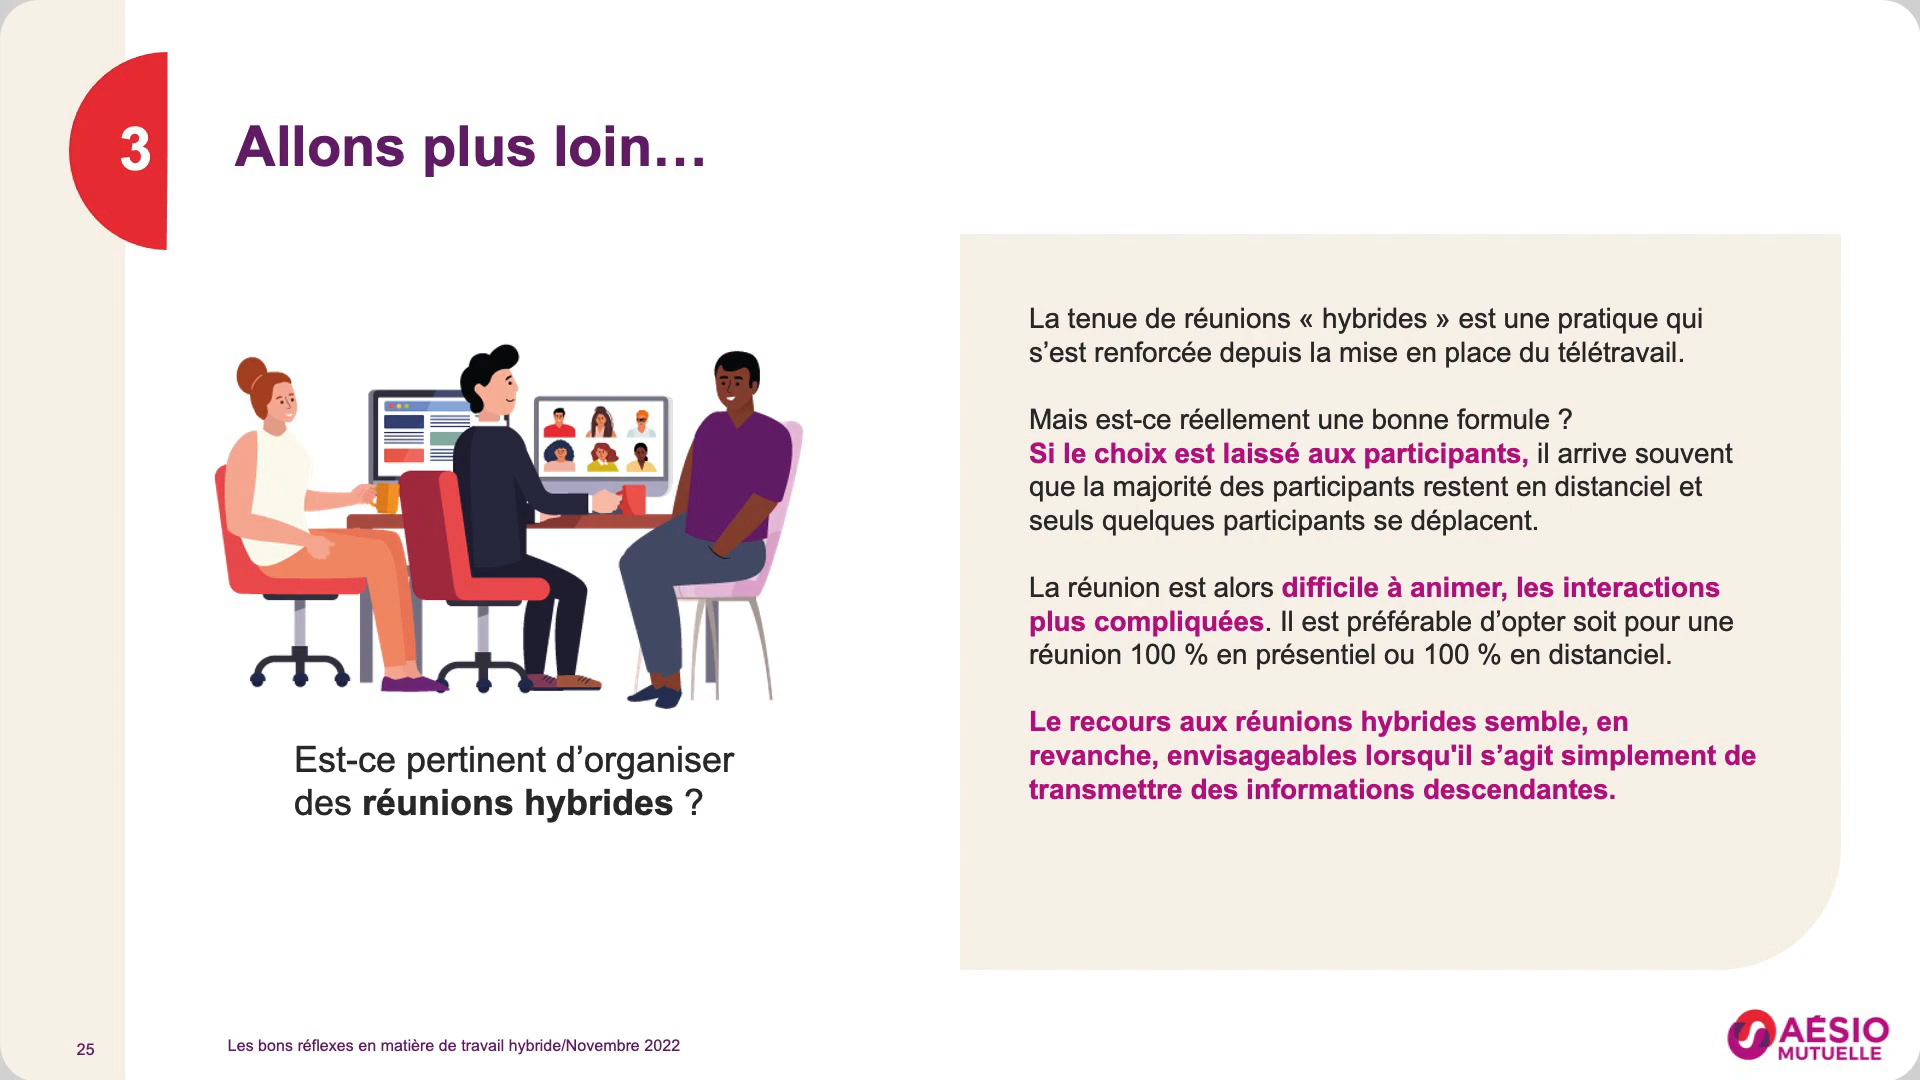 3
Allons plus loin…
La tenue de réunions « hybrides » est une pratique qui
s’est renforcée depuis la mise en place du télétravail.
Mais est-ce réellement une bonne formule ?
Si le choix est laissé aux participants, il arrive souvent
que la majorité des participants restent en distanciel et
seuls quelques participants se déplacent.
La réunion est alors difficile à animer, les interactions
plus compliquées. Il est préférable d’opter soit pour une
réunion 100 % en présentiel ou 100 % en distanciel.
Le recours aux réunions hybrides semble, en
revanche, envisageables lorsqu'il s’agit simplement de
transmettre des informations descendantes.
Est-ce pertinent d’organiser
des réunions hybrides ?
25
Les bons réflexes en matière de travail hybride/Novembre 2022
AÉSIO
MUTUELLE